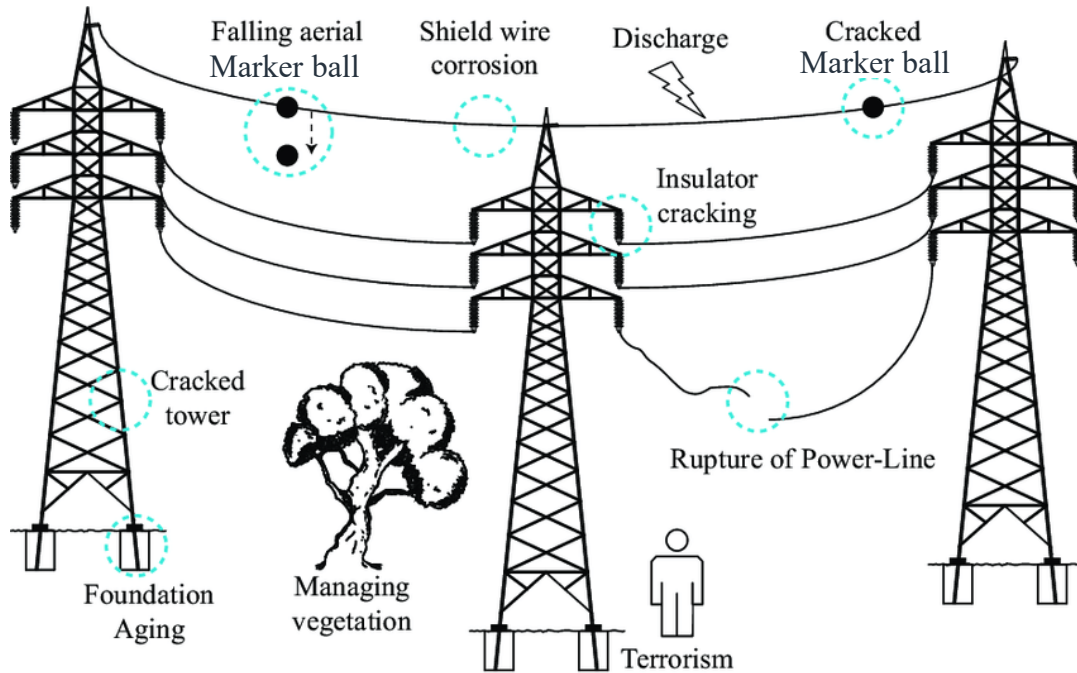 Falling aerial
Marker ball
Shield wire
corrosion
Discharge
Cracked
Marker ball
Insulator
cracking
Cracked
tower
Rupture of Power-Line
Foundation
Aging
Managing
vegetation
Terrorism